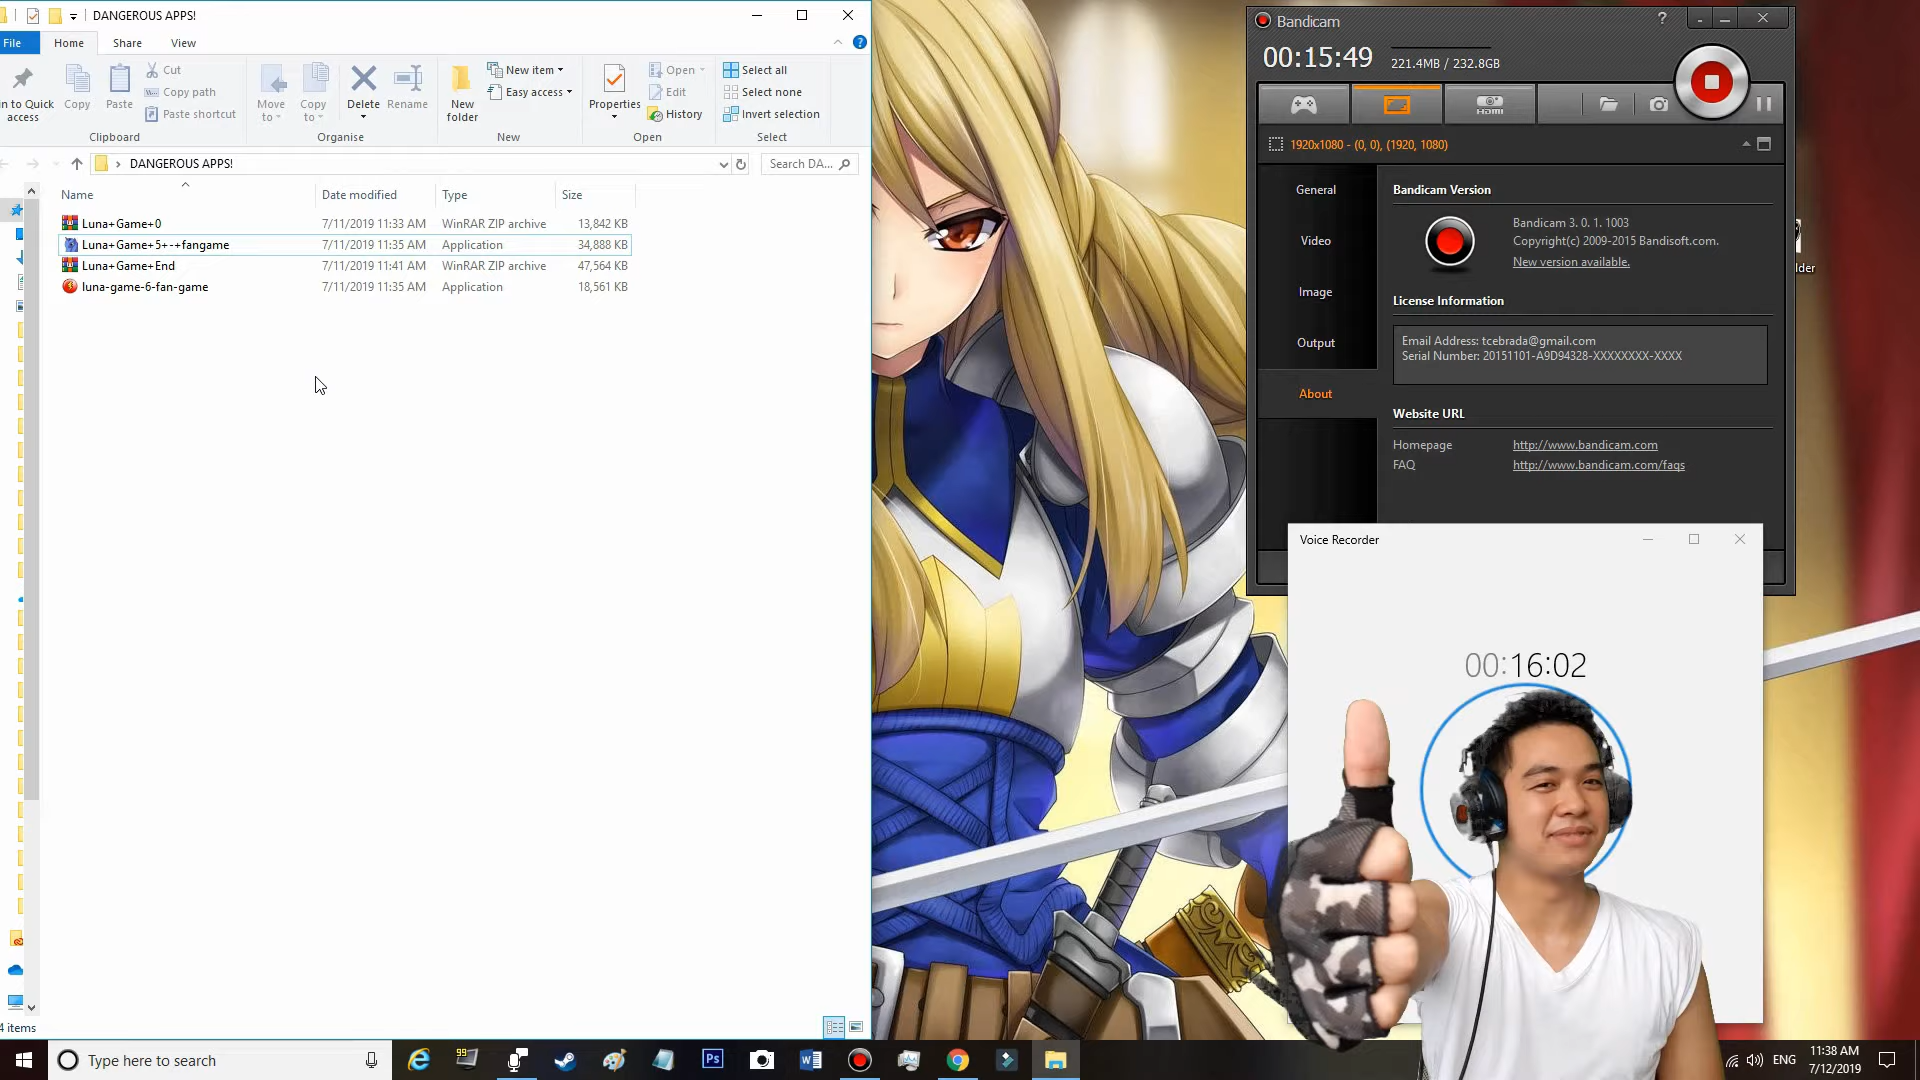 DANGEROUS APPS!
File
Home
Share
View
in to Quick
access
Copy
Paste
Cut
Copy path
Paste shortcut
Clipboard
Move
to
Copy
to
Delete
Rename
Organise
New
folder
New item
Easy access
New
Properties
Open
Edit
History
Open
Select all
Select none
Invert selection
Select
DANGEROUS APPS!
Search DA...
Name
Date modified
Type
Size
Luna+Game+0
7/11/2019 11:33 AM
WinRAR ZIP archive
13,842 KB
Luna+Game+5+-+fangame
7/11/2019 11:35 AM
Application
34,888 KB
Luna+Game+End
7/11/2019 11:41 AM
WinRAR ZIP archive
47,564 KB
luna-game-6-fan-game
7/11/2019 11:35 AM
Application
18,561 KB
4 items
Bandicam
00:15:49
221.4MB / 232.8GB
HDMI
1920x1080 - (0, 0), (1920, 1080)
General
Video
Image
Output
About
Bandicam Version
Bandicam 3. 0. 1. 1003
Copyright(c) 2009-2015 Bandisoft.com.
New version available.
License Information
Email Address: tcebrada@gmail.com
Serial Number: 20151101-A9D94328-XXXXXXXX-XXXX
Website URL
Homepage
http://www.bandicam.com
FAQ
http://www.bandicam.com/faqs
lder
Voice Recorder
00:16:02
Type here to search
99
Ps
ENG
11:38 AM
7/12/2019